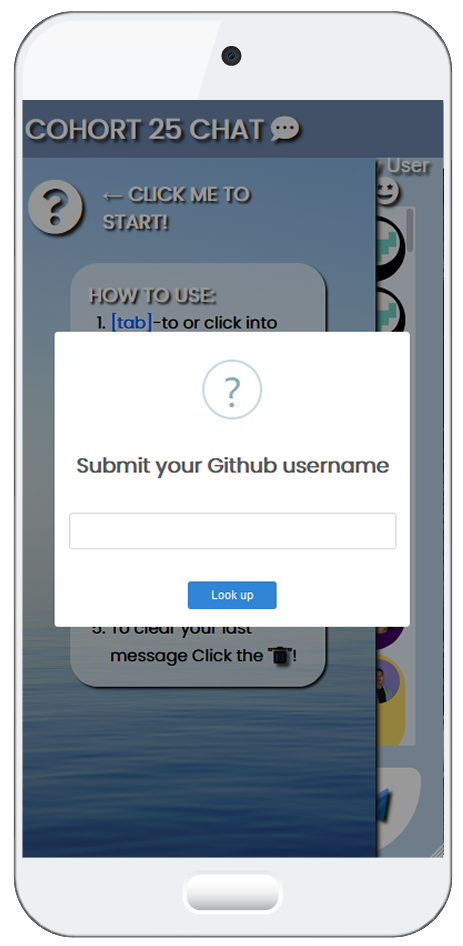 COHORT 25 CHAT
User
← CLICK ME TO
START!
HOW TO USE:
1. [tab]-to or click into
?
Submit your Github username
Look up
5. To clear your last
message Click the "🗑"!